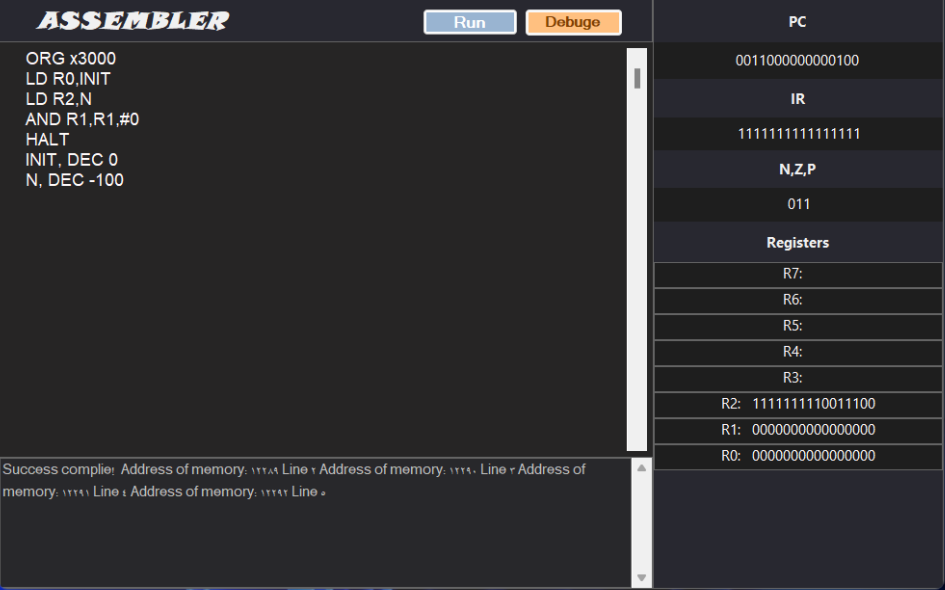 ASSEMBLER
Run
Debuge
ORG x3000
LD R0,INIT
LD R2,N
AND R1,R1,#0
HALT
INIT, DEC 0
N, DEC -100
Success complie! Address of memory: ١٢٢٨٩ Line ٢ Address of memory: ١٢٢٩٠ Line ٣ Address of
memory: ١٢٢٩١ Line ٤ Address of memory: ١٢٢٩٢ Line ٥
PC
0011000000000100
IR
1111111111111111
N,Z,P
011
Registers
R7:
R6:
R5:
R4:
R3:
R2: 1111111110011100
R1: 0000000000000000
R0: 0000000000000000